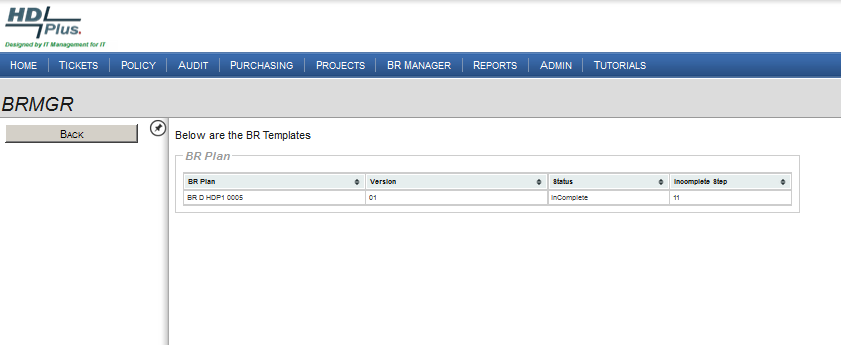 HDL Plus.
Designed by IT Management for IT
HOME TICKETS POLICY AUDIT PURCHASING PROJECTS BR MANAGER REPORTS ADMIN TUTORIALS
BRMGR
BACK
Below are the BR Templates
BR Plan
BR Plan Version Status Incomplete Step
BR D HDP1 0005 01 InComplete 11